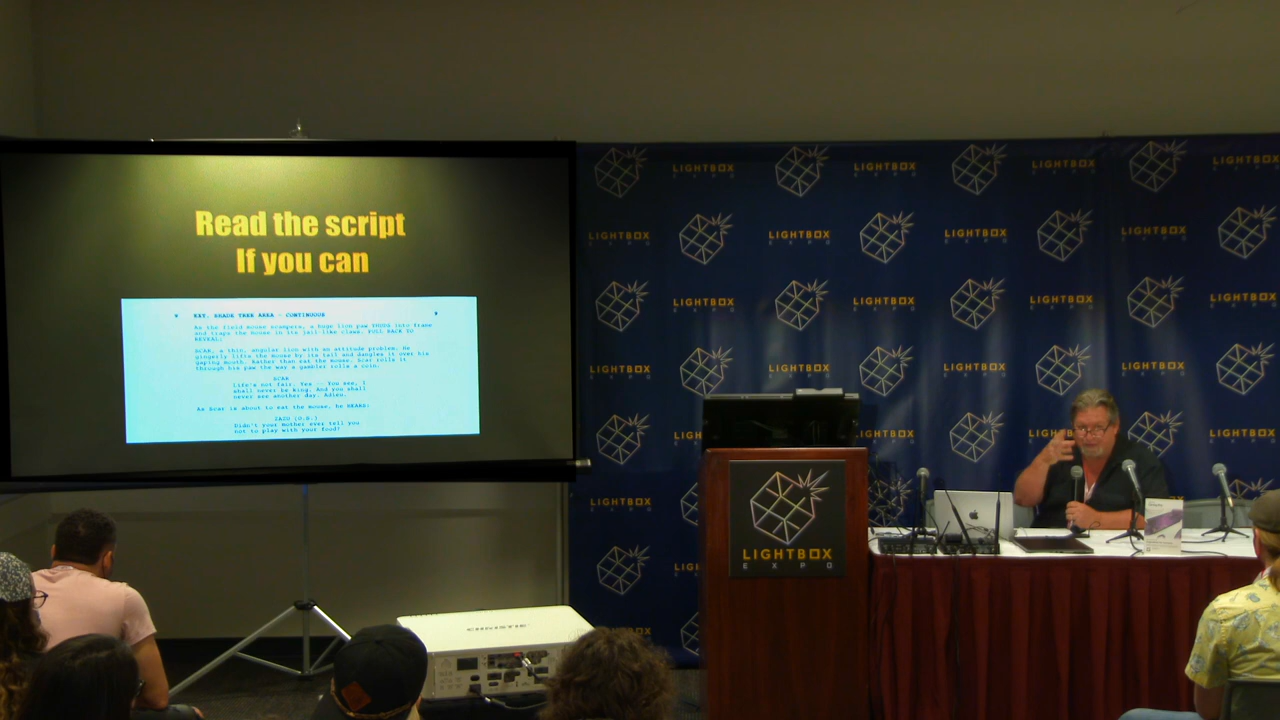 Read the script
If you can
* EXT. SHADE TREE AREA - CONTINUOUS *
As the field mouse scampers, a huge lion paw THUDS into frame
and traps the mouse in its jail-like claws. PULL BACK TO
REVEAL:
SCAR, a thin, angular lion with an attitude problem. He
gingerly lifts the mouse by its tail and dangles it over his
gaping mouth. Rather then eat the mouse, Scar rolls it
through his paw the way a gambler rolls a coin.
SCAR
Life's not fair. Yes -- You see, I
shall never be king. And you shall
never see another day. Adieu.
As Scar is about to eat the mouse, he HEARS:
ZAZU (O.S.)
Didn't your mother ever tell you
not to play with your food?
LIGHTBOX
EXPO
CHRISTIE